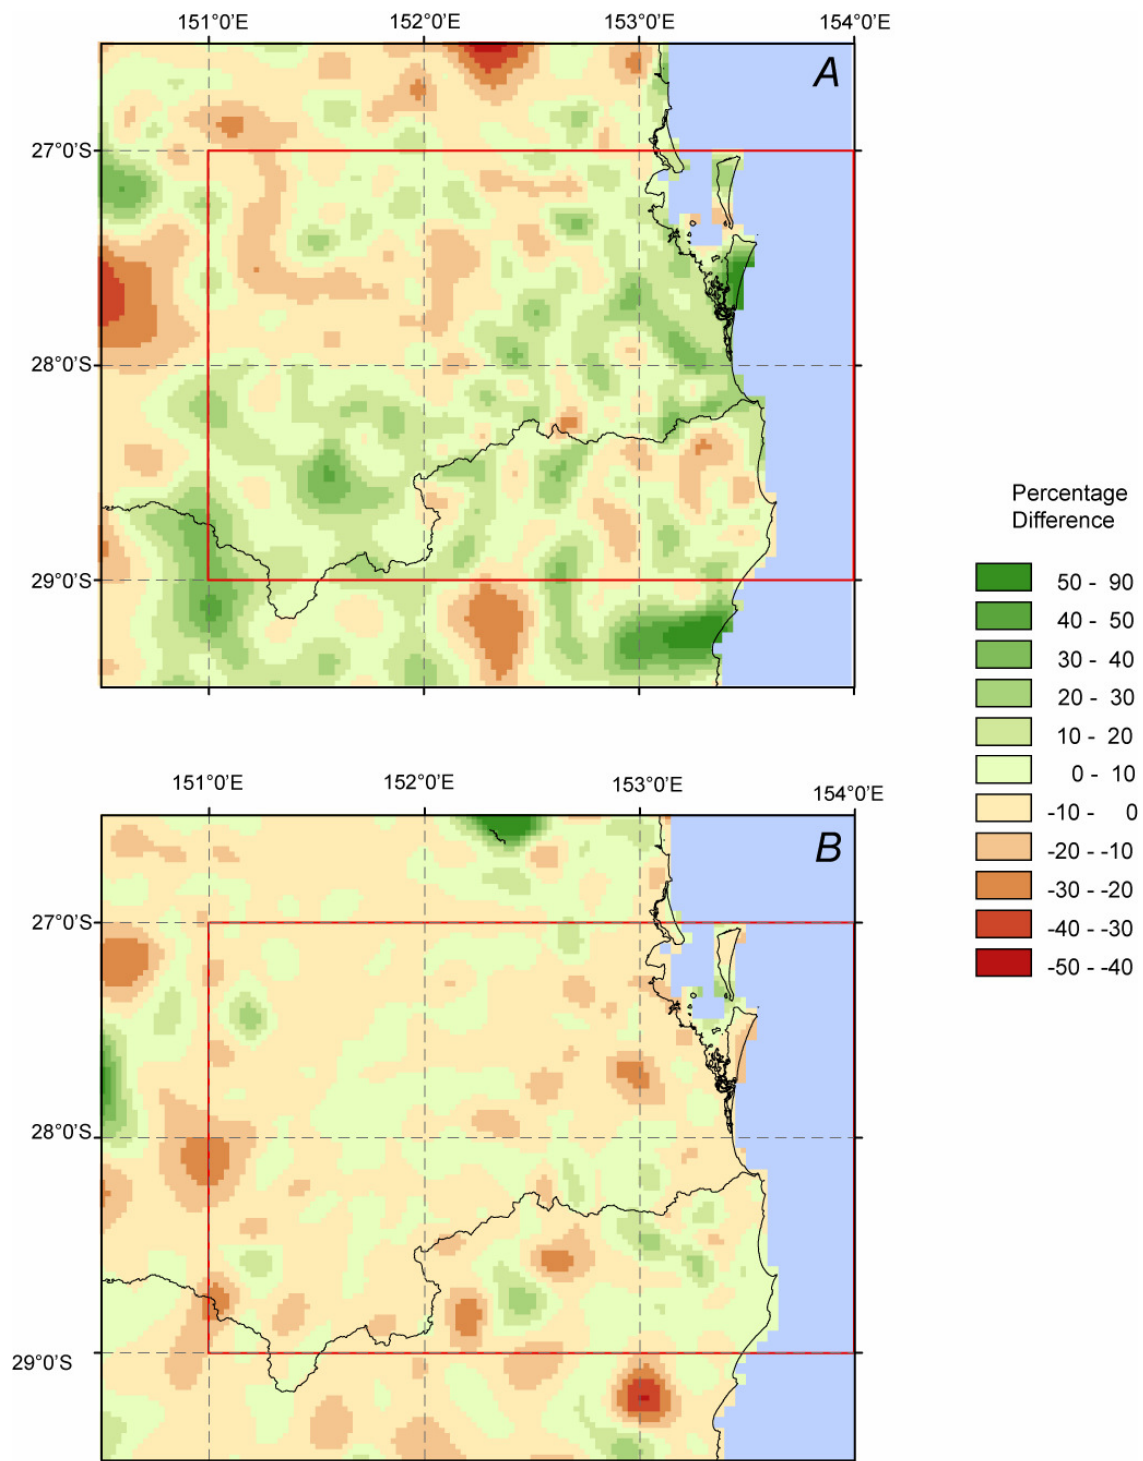 151°0'E 152°0'E 153°0'E 154°0'E
A
27°0'S
28°0'S
29°0'S
Percentage
Difference
50 - 90
40 - 50
30 - 40
20 - 30
10 - 20
0 - 10
-10 - 0
-20 - -10
-30 - -20
-40 - -30
-50 - -40
151°0'E 152°0'E 153°0'E 154°0'E
B
27°0'S
28°0'S
29°0'S